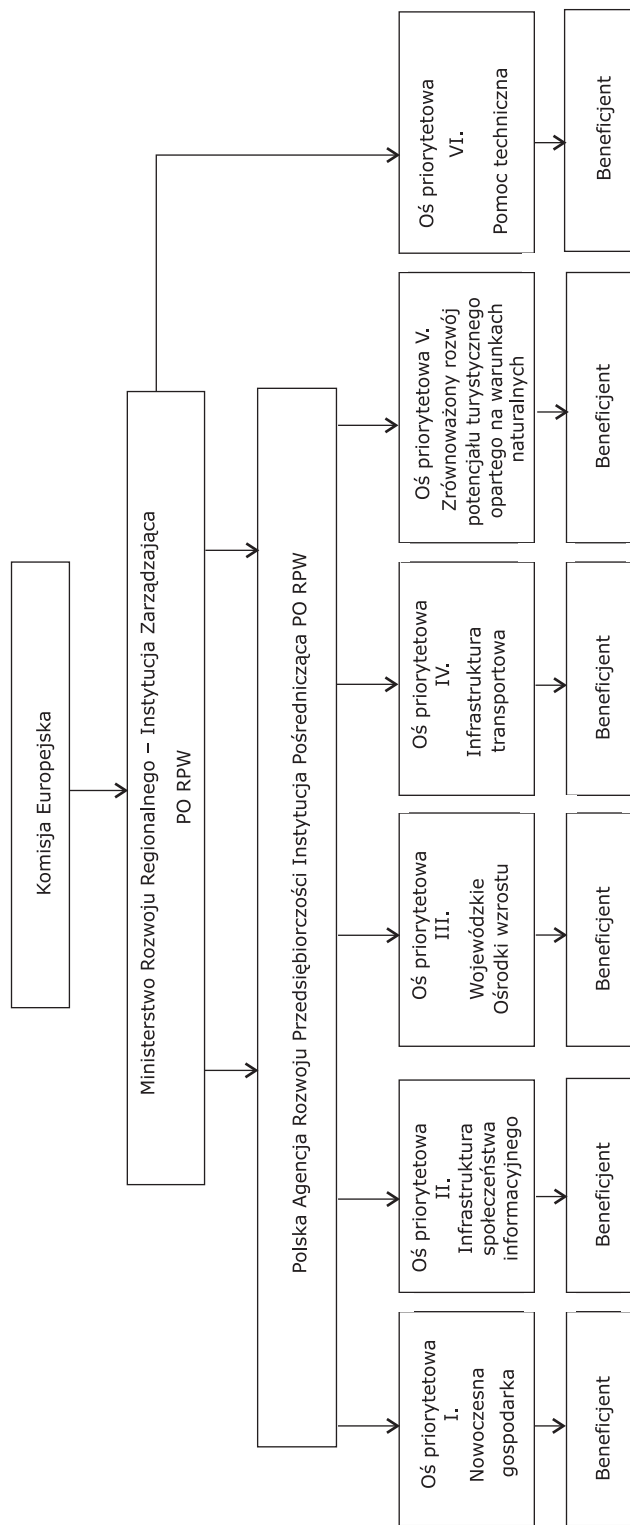 Komisja Europejska
Ministerstwo Rozwoju Regionalnego – Instytucja Zarządzająca
PO RPW
Polska Agencja Rozwoju Przedsiębiorczości Instytucja Pośrednicząca PO RPW
Oś priorytetowa
I.
Nowoczesna
gospodarka
Oś priorytetowa
II.
Infrastruktura
społeczeństwa
informacyjnego
Oś priorytetowa
III.
Wojewódzkie
Ośrodki wzrostu
Oś priorytetowa
IV.
Infrastruktura
transportowa
Oś priorytetowa V.
Zrównoważony rozwój
potencjału turystycznego
opartego na warunkach
naturalnych
Oś priorytetowa
VI.
Pomoc techniczna
Beneficjent
Beneficjent
Beneficjent
Beneficjent
Beneficjent
Beneficjent